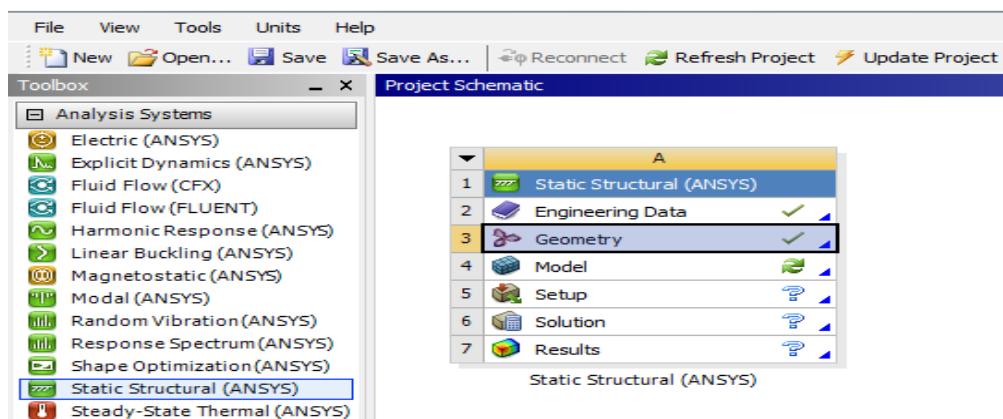 File View Tools Units Help
New Open... Save Save As... Reconnect Refresh Project Update Project
Toolbox
Project Schematic
Analysis Systems
Electric (ANSYS)
Explicit Dynamics (ANSYS)
Fluid Flow (CFX)
Fluid Flow (FLUENT)
Harmonic Response (ANSYS)
Linear Buckling (ANSYS)
Magnetostatic (ANSYS)
Modal (ANSYS)
Random Vibration (ANSYS)
Response Spectrum (ANSYS)
Shape Optimization (ANSYS)
Static Structural (ANSYS)
Steady-State Thermal (ANSYS)
A
1 Static Structural (ANSYS)
2 Engineering Data
3 Geometry
4 Model
5 Setup
6 Solution
7 Results
Static Structural (ANSYS)